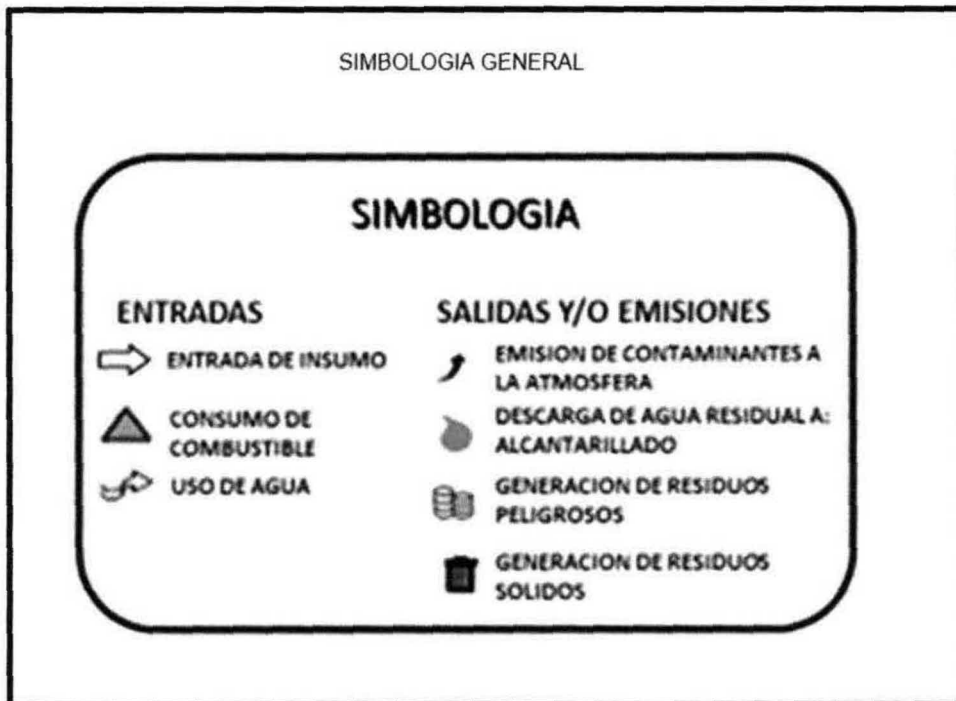 SIMBOLOGIA GENERAL
SIMBOLOGIA
ENTRADAS
ENTRADA DE INSUMO
CONSUMO DE
COMBUSTIBLE
USO DE AGUA
SALIDAS Y/O EMISIONES
EMISION DE CONTAMINANTES A
LA ATMOSFERA
DESCARGA DE AGUA RESIDUAL A:
ALCANTARILLADO
GENERACION DE RESIDUOS
PELIGROSOS
GENERACION DE RESIDUOS
SOLIDOS